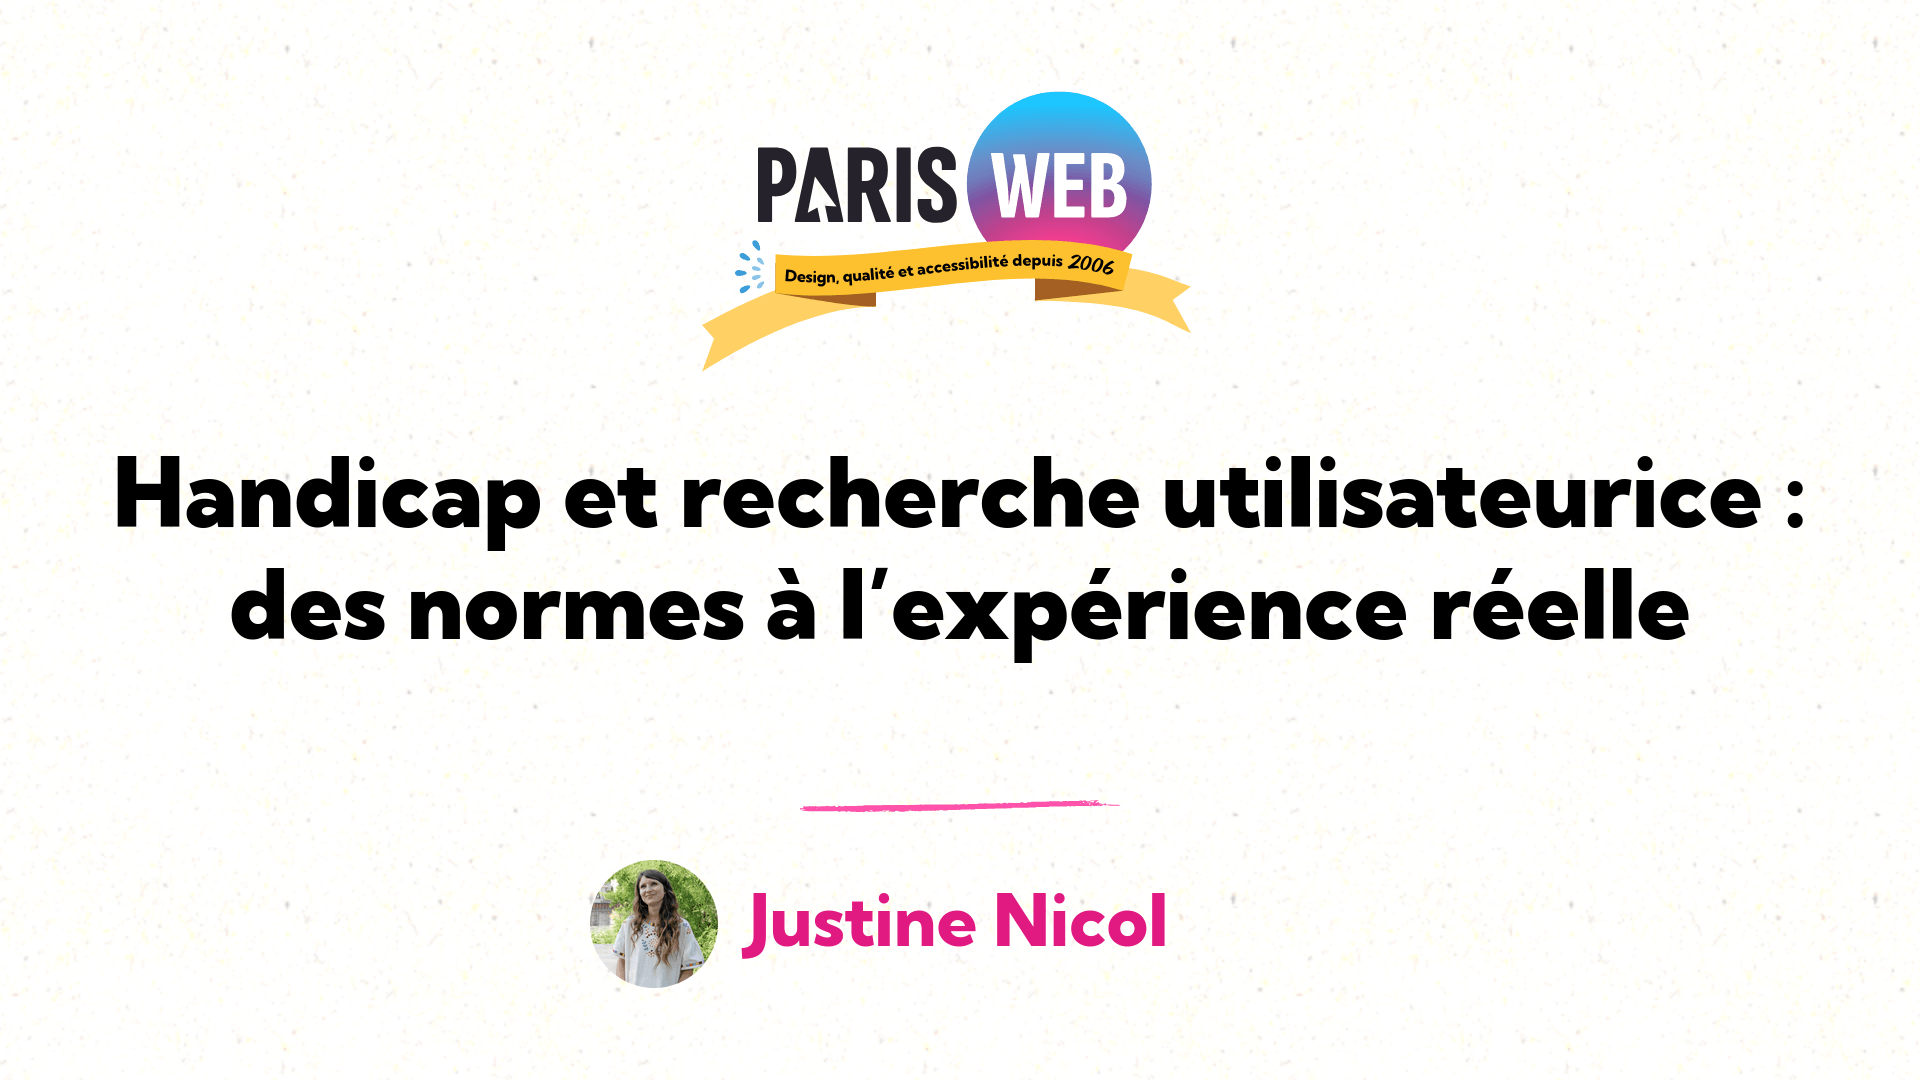 PARIS WEB
Design, qualité et accessibilité depuis 2006
Handicap et recherche utilisateurice :
des normes à l’expérience réelle
Justine Nicol